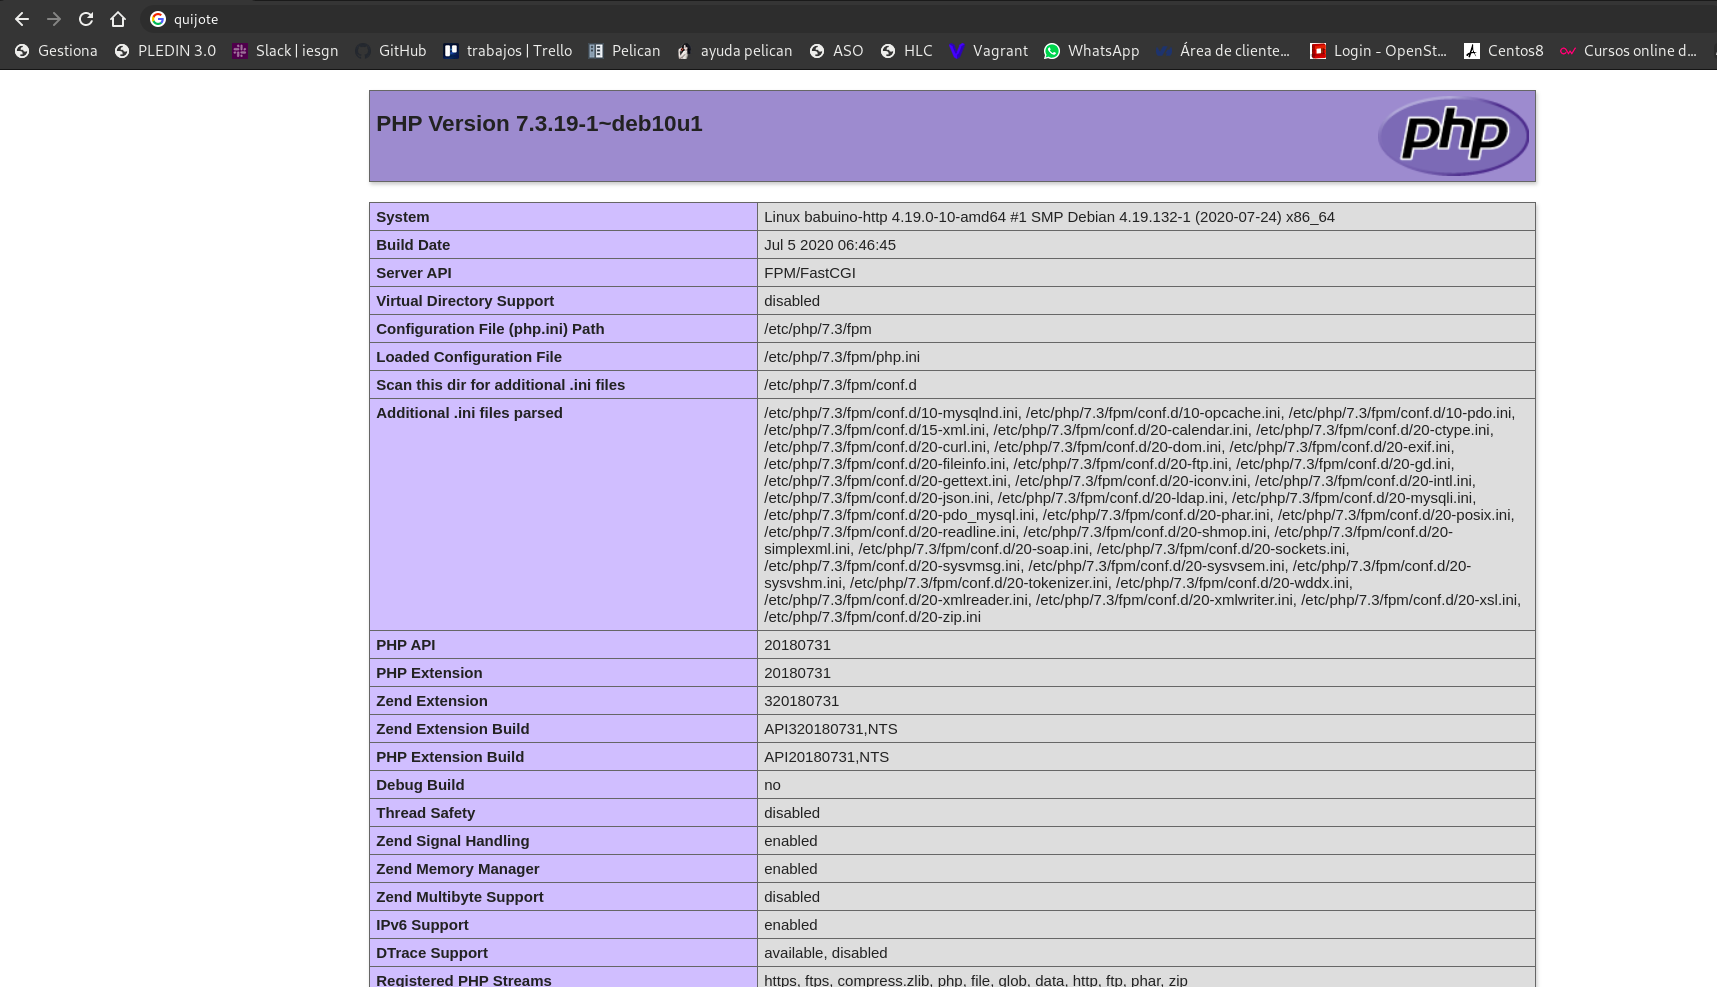 quijote
Gestiona PLEDIN 3.0 Slack | iesgn GitHub trabajos | Trello Pelican ayuda pelican ASO HLC Vagrant WhatsApp Área de cliente... Login - OpenSt... Centos8 Cursos online d...
PHP Version 7.3.19-1~deb10u1
php
System Linux babuino-http 4.19.0-10-amd64 #1 SMP Debian 4.19.132-1 (2020-07-24) x86_64
Build Date Jul 5 2020 06:46:45
Server API FPM/FastCGI
Virtual Directory Support disabled
Configuration File (php.ini) Path /etc/php/7.3/fpm
Loaded Configuration File /etc/php/7.3/fpm/php.ini
Scan this dir for additional .ini files /etc/php/7.3/fpm/conf.d
Additional .ini files parsed /etc/php/7.3/fpm/conf.d/10-mysqlnd.ini, /etc/php/7.3/fpm/conf.d/10-opcache.ini, /etc/php/7.3/fpm/conf.d/10-pdo.ini,
/etc/php/7.3/fpm/conf.d/15-xml.ini, /etc/php/7.3/fpm/conf.d/20-calendar.ini, /etc/php/7.3/fpm/conf.d/20-ctype.ini,
/etc/php/7.3/fpm/conf.d/20-curl.ini, /etc/php/7.3/fpm/conf.d/20-dom.ini, /etc/php/7.3/fpm/conf.d/20-exif.ini,
/etc/php/7.3/fpm/conf.d/20-fileinfo.ini, /etc/php/7.3/fpm/conf.d/20-ftp.ini, /etc/php/7.3/fpm/conf.d/20-gd.ini,
/etc/php/7.3/fpm/conf.d/20-gettext.ini, /etc/php/7.3/fpm/conf.d/20-iconv.ini, /etc/php/7.3/fpm/conf.d/20-intl.ini,
/etc/php/7.3/fpm/conf.d/20-json.ini, /etc/php/7.3/fpm/conf.d/20-ldap.ini, /etc/php/7.3/fpm/conf.d/20-mysqli.ini,
/etc/php/7.3/fpm/conf.d/20-pdo_mysql.ini, /etc/php/7.3/fpm/conf.d/20-phar.ini, /etc/php/7.3/fpm/conf.d/20-posix.ini,
/etc/php/7.3/fpm/conf.d/20-readline.ini, /etc/php/7.3/fpm/conf.d/20-shmop.ini, /etc/php/7.3/fpm/conf.d/20-
simplexml.ini, /etc/php/7.3/fpm/conf.d/20-soap.ini, /etc/php/7.3/fpm/conf.d/20-sockets.ini,
/etc/php/7.3/fpm/conf.d/20-sysvmsg.ini, /etc/php/7.3/fpm/conf.d/20-sysvsem.ini, /etc/php/7.3/fpm/conf.d/20-
sysvshm.ini, /etc/php/7.3/fpm/conf.d/20-tokenizer.ini, /etc/php/7.3/fpm/conf.d/20-wddx.ini,
/etc/php/7.3/fpm/conf.d/20-xmlreader.ini, /etc/php/7.3/fpm/conf.d/20-xmlwriter.ini, /etc/php/7.3/fpm/conf.d/20-xsl.ini,
/etc/php/7.3/fpm/conf.d/20-zip.ini
PHP API 20180731
PHP Extension 20180731
Zend Extension 320180731
Zend Extension Build API320180731,NTS
PHP Extension Build API20180731,NTS
Debug Build no
Thread Safety disabled
Zend Signal Handling enabled
Zend Memory Manager enabled
Zend Multibyte Support disabled
IPv6 Support enabled
DTrace Support available, disabled
Registered PHP Streams https, ftps, compress.zlib, php, file, glob, data, http, ftp, phar, zip